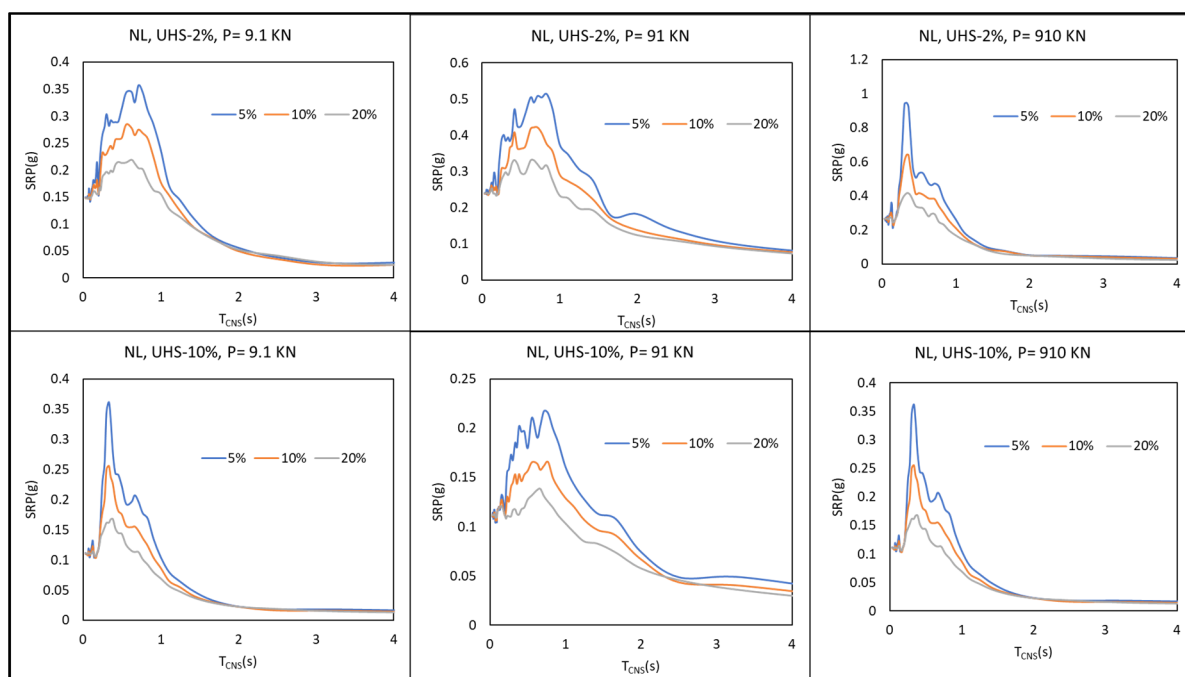 NL, UHS-2%, P= 9.1 KN
0.4
0.35
0.3
0.25
0.2
0.15
0.1
0.05
0
SRP(g)
5% 10% 20%
0 1 2 3 4
TCNS(s)
NL, UHS-2%, P= 91 KN
0.6
0.5
0.4
0.3
0.2
0.1
0
SRP(g)
5% 10% 20%
0 1 2 3 4
TCNS(s)
NL, UHS-2%, P= 910 KN
1.2
1
0.8
0.6
0.4
0.2
0
SRP(g)
5% 10% 20%
0 1 2 3 4
TCNS(s)
NL, UHS-10%, P= 9.1 KN
0.4
0.35
0.3
0.25
0.2
0.15
0.1
0.05
0
SRP(g)
5% 10% 20%
0 1 2 3 4
TCNS(s)
NL, UHS-10%, P= 91 KN
0.25
0.2
0.15
0.1
0.05
0
SRP(g)
5% 10% 20%
0 1 2 3 4
TCNS(s)
NL, UHS-10%, P= 910 KN
0.4
0.35
0.3
0.25
0.2
0.15
0.1
0.05
0
SRP(g)
5% 10% 20%
0 1 2 3 4
TCNS(s)